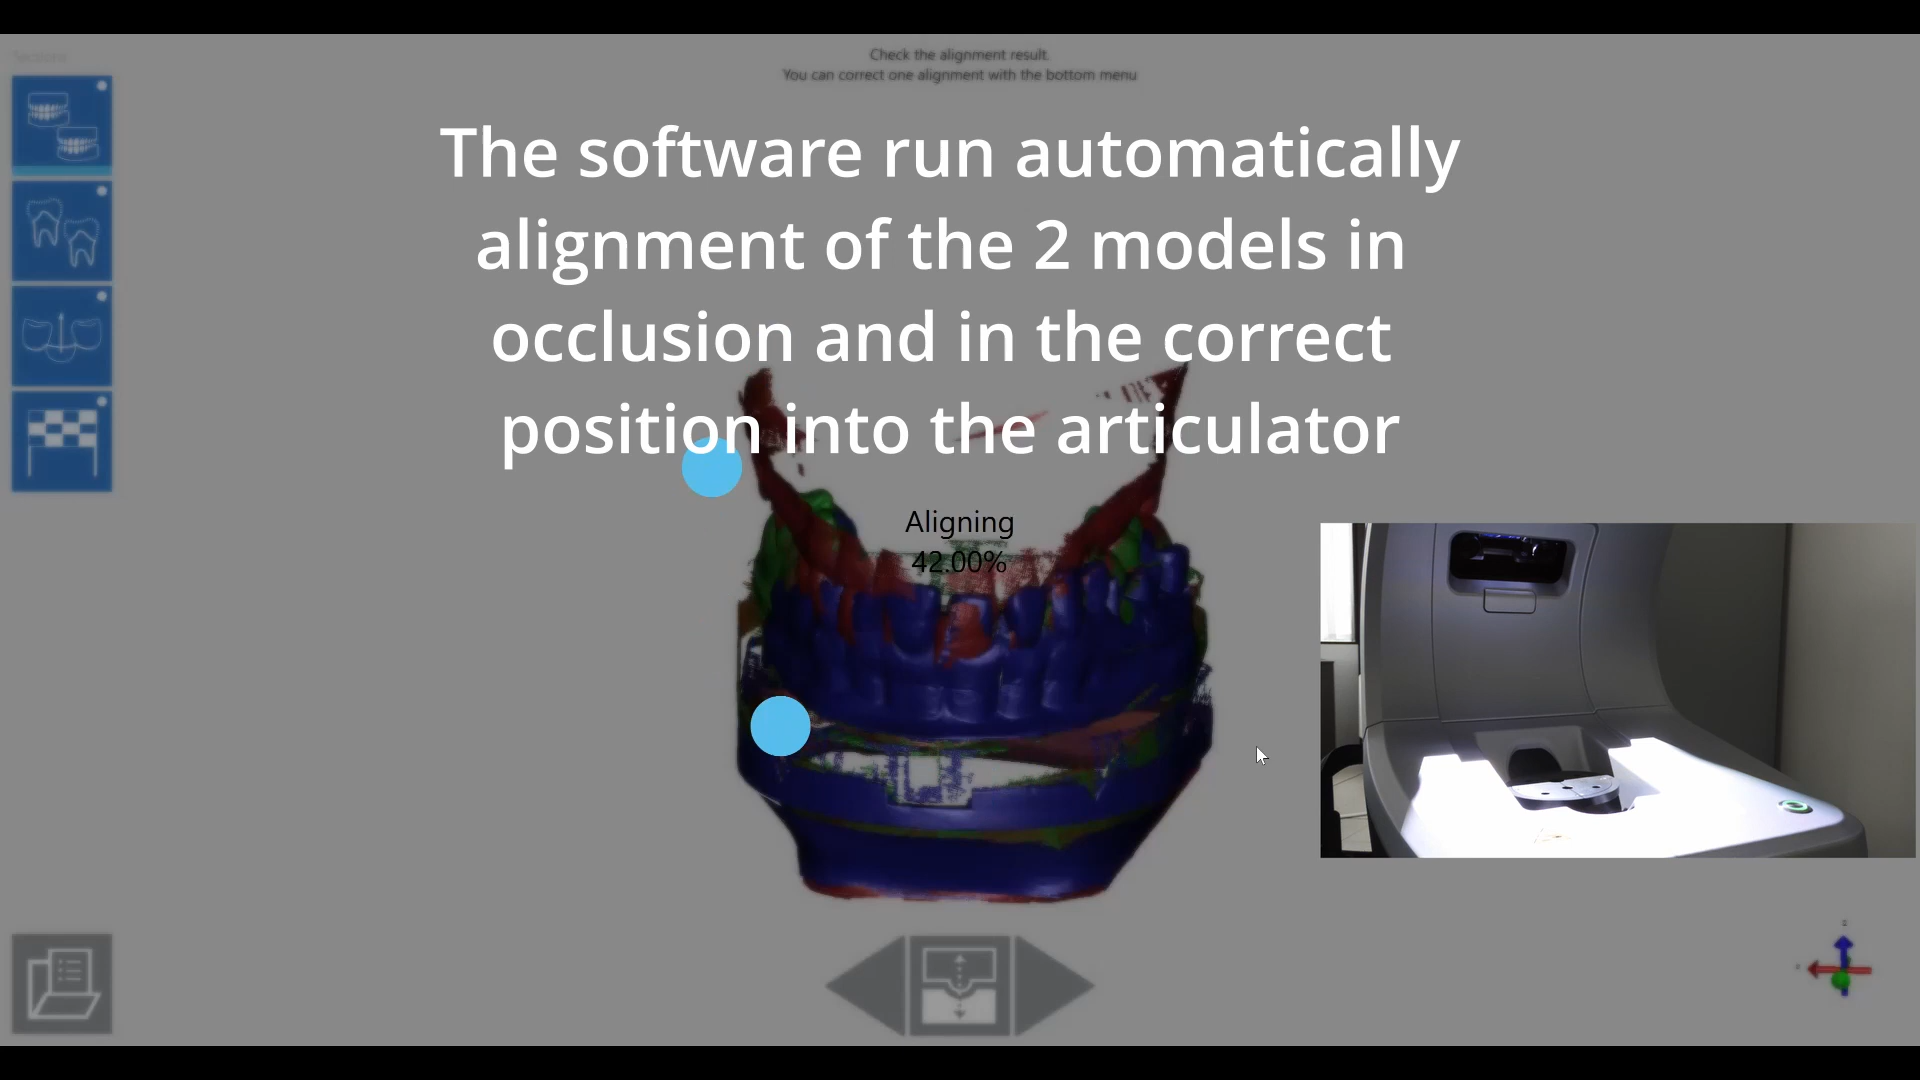 Check the alignment result.
You can correct one alignment with the bottom menu
The software run automatically
alignment of the 2 models in
occlusion and in the correct
position into the articulator
Aligning
42.00%